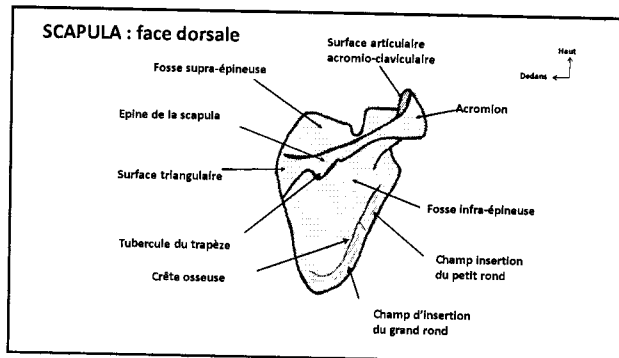 SCAPULA : face dorsale
Surface articulaire
acromio-claviculaire
Haut
Dedans
Fosse supra-épineuse
Acromion
Epine de la scapula
Surface triangulaire
Fosse infra-épineuse
Tubercule du trapèze
Champ insertion
du petit rond
Crête osseuse
Champ d'insertion
du grand rond